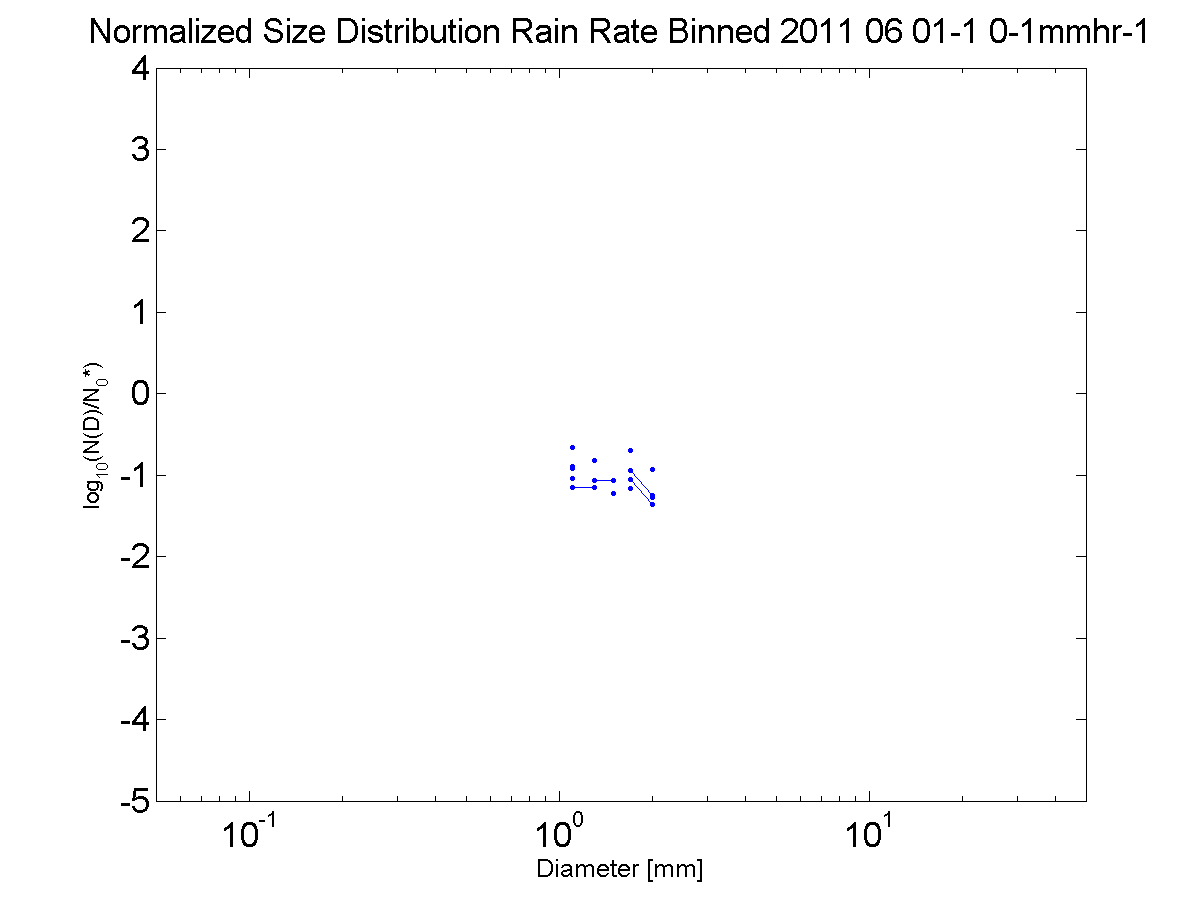 Normalized Size Distribution Rain Rate Binned 2011 06 01-1 0-1mmhr-1
4
3
2
1
0
-1
-2
-3
-4
-5
log10(N(D)/N0*)
10-1 100 101
Diameter [mm]